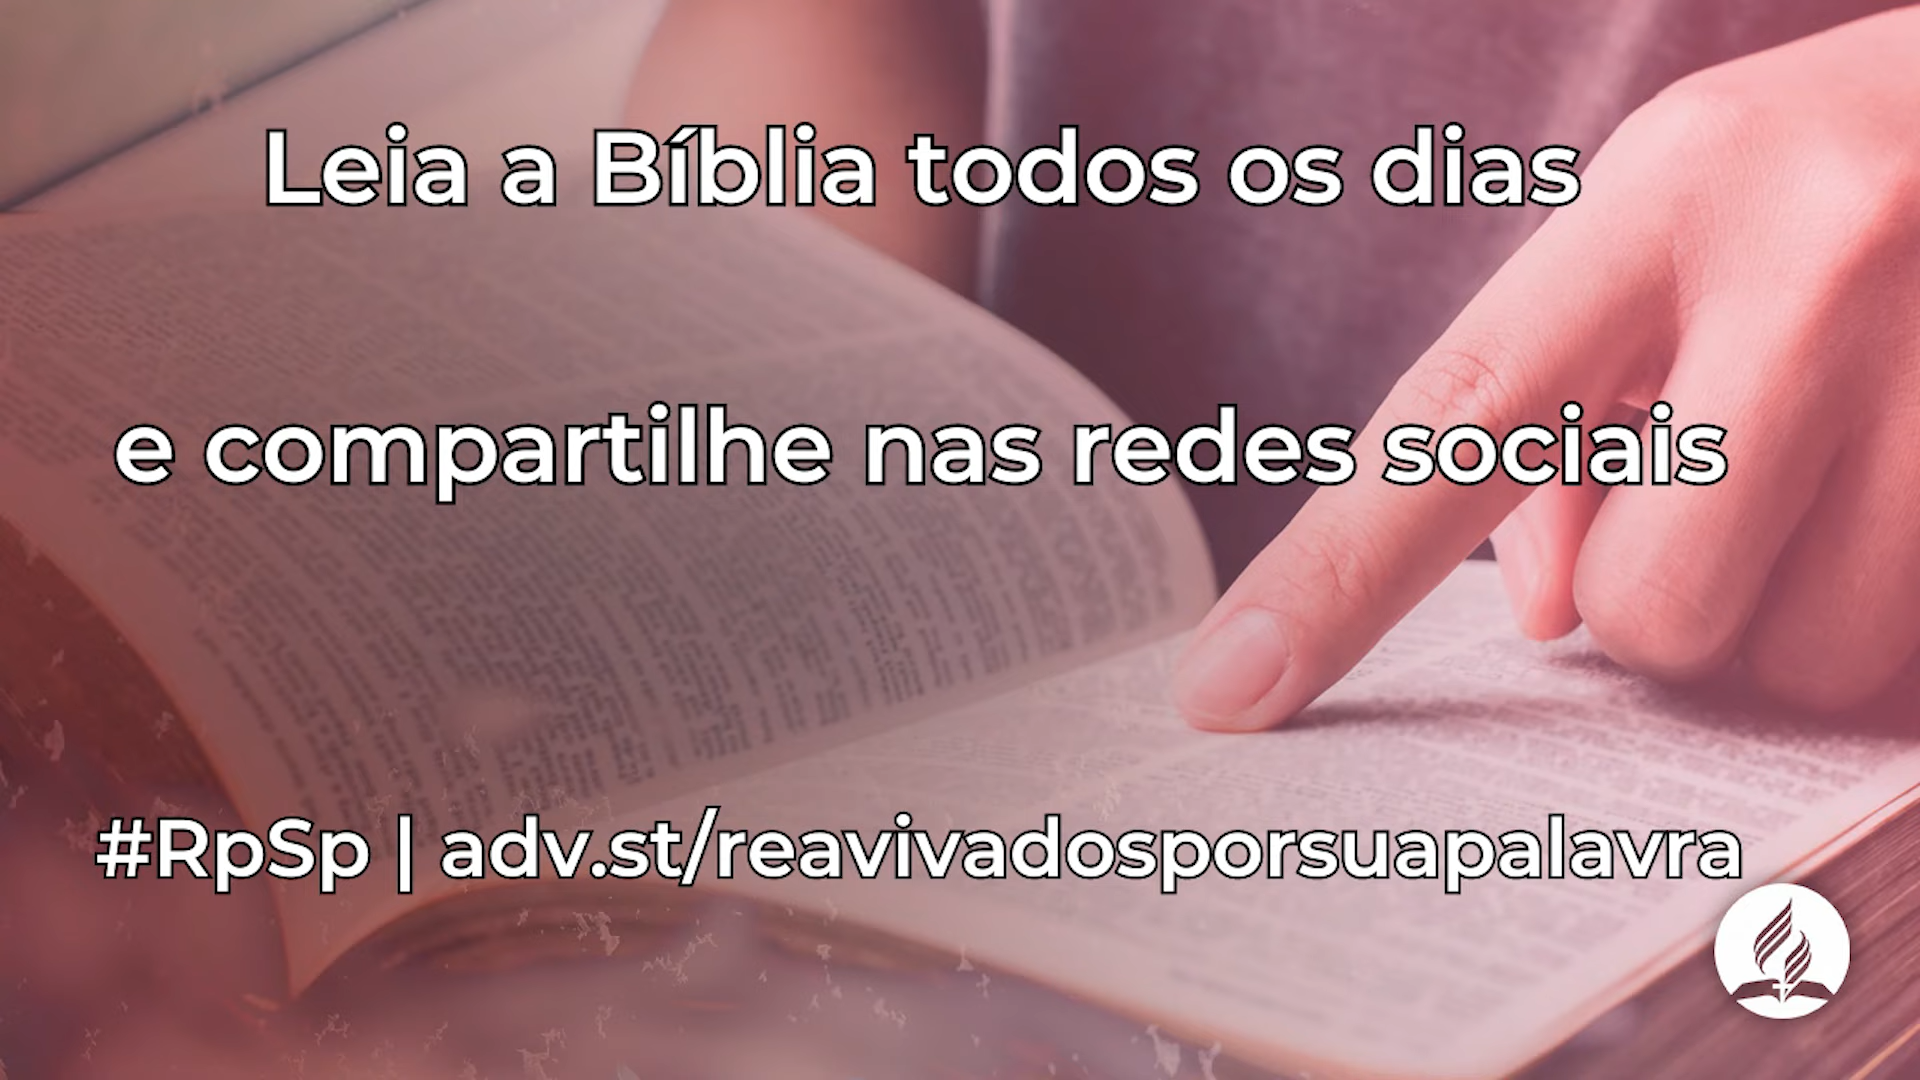 Leia a Bíblia todos os dias
e compartilhe nas redes sociais
#RpSp | adv.st/reavivadosporsuapalavra